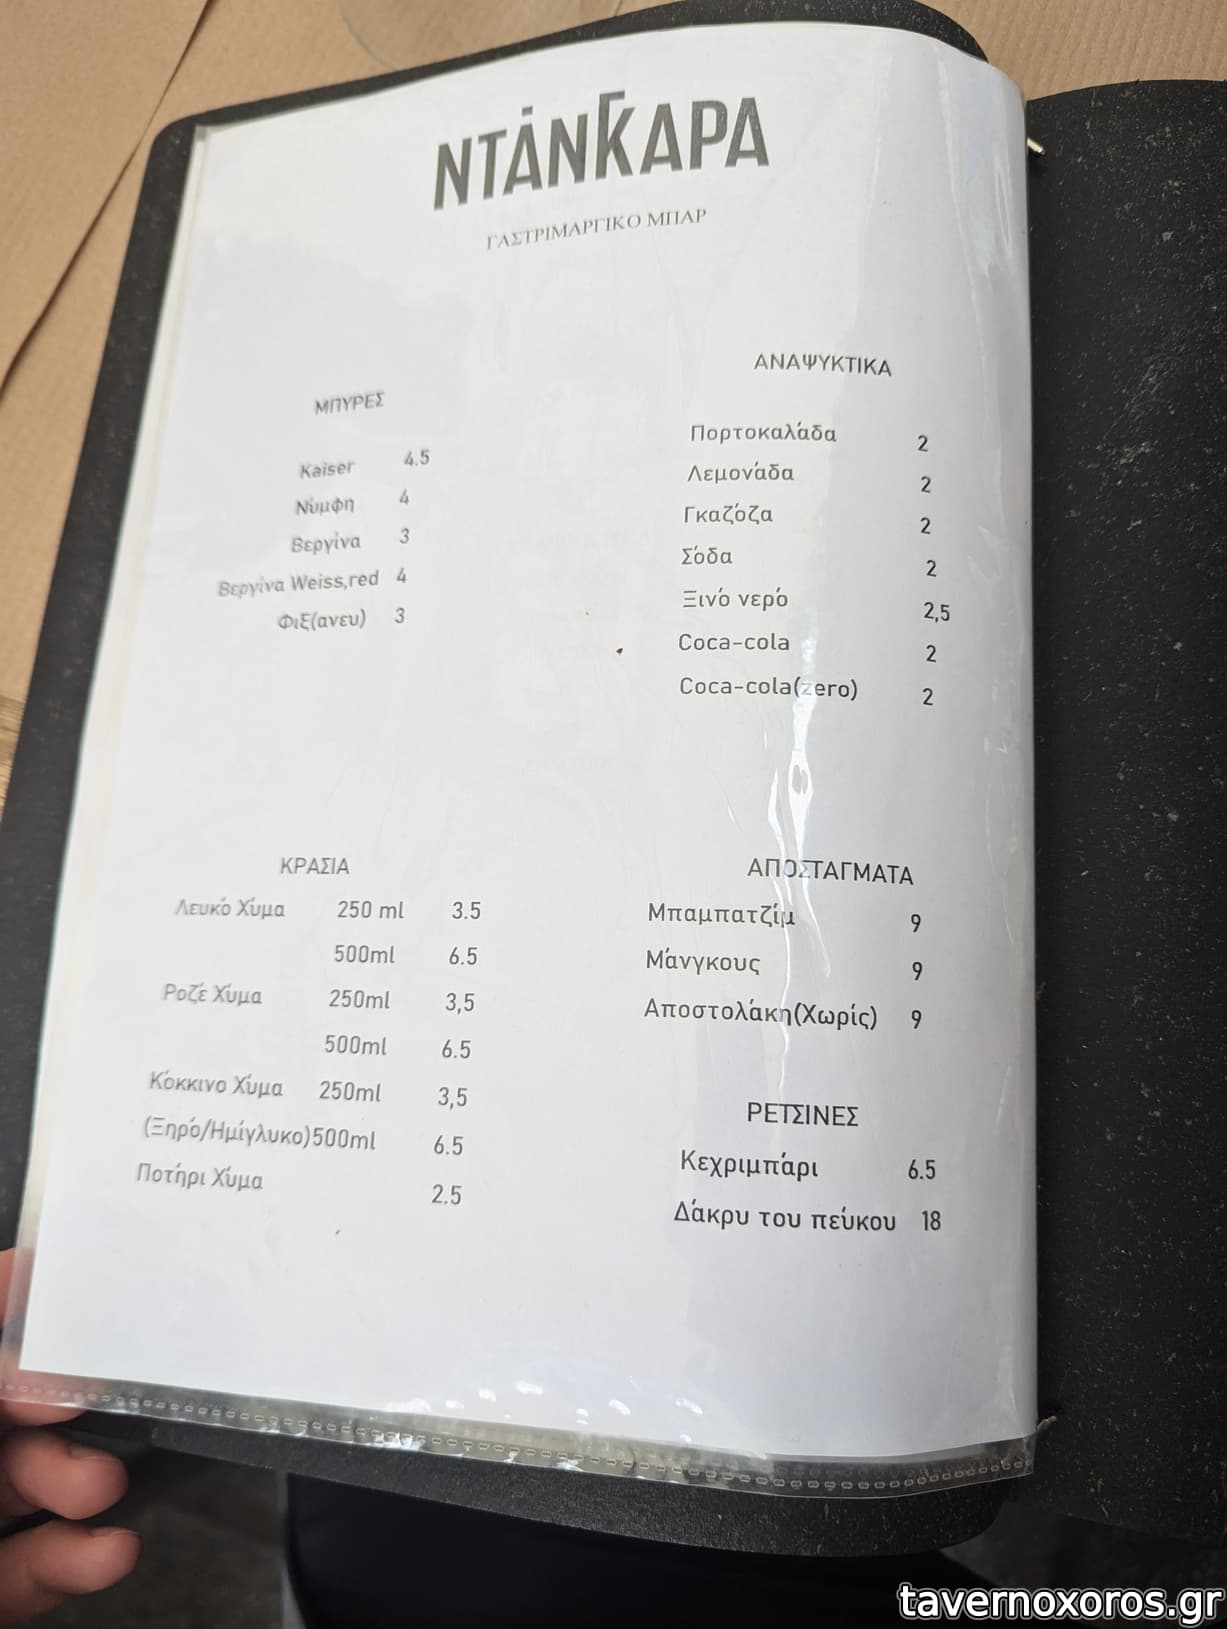 ΝΤΑΝΓΚΑΡΑ
ΓΑΣΤΡΙΜΑΡΓΙΚΟ ΜΠΑΡ
ΜΠΥΡΕΣ
Kaiser 4.5
Νύμφη 4
Βεργίνα 3
Βεργίνα Weiss,red 4
Φιξ(ανευ) 3
ΑΝΑΨΥΚΤΙΚΑ
Πορτοκαλάδα 2
Λεμονάδα 2
Γκαζόζα 2
Σόδα 2
Ξινό νερό 2,5
Coca-cola 2
Coca-cola(zero) 2
ΚΡΑΣΙΑ
Λευκό Χύμα 250 ml 3.5
500ml 6.5
Ροζέ Χύμα 250ml 3,5
500ml 6.5
Κόκκινο Χύμα 250ml 3,5
(Ξηρό/Ημίγλυκο)500ml 6.5
Ποτήρι Χύμα 2.5
ΑΠΟΣΤΑΓΜΑΤΑ
Μπαμπατζίμ 9
Μάνγκους 9
Αποστολάκη(Χωρίς) 9
ΡΕΤΣΙΝΕΣ
Κεχριμπάρι 6.5
Δάκρυ του πεύκου 18
tavernoxoros.gr